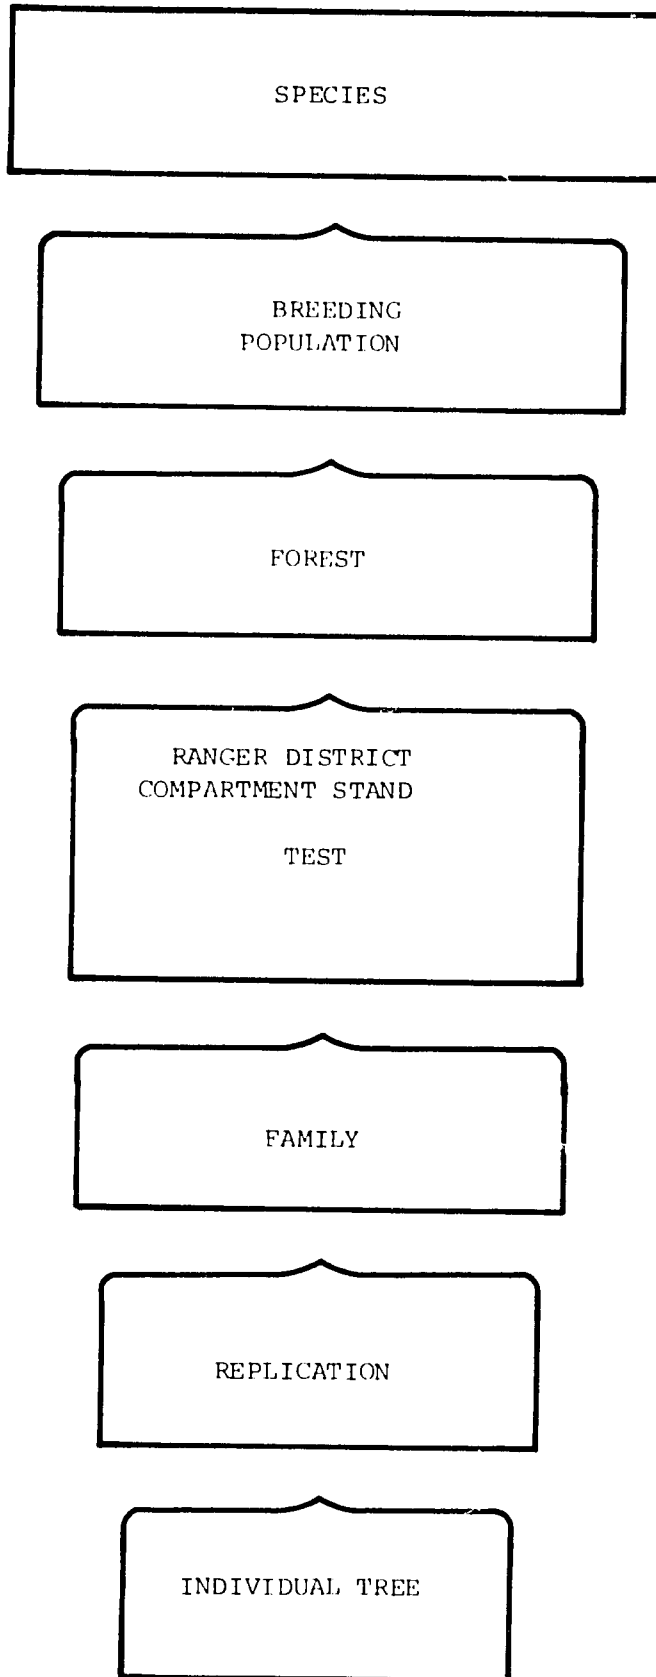 SPECIES
BREEDING
POPULATION
FOREST
RANGER DISTRICT
COMPARTMENT STAND
TEST
FAMILY
REPLICATION
INDIVIDUAL TREE